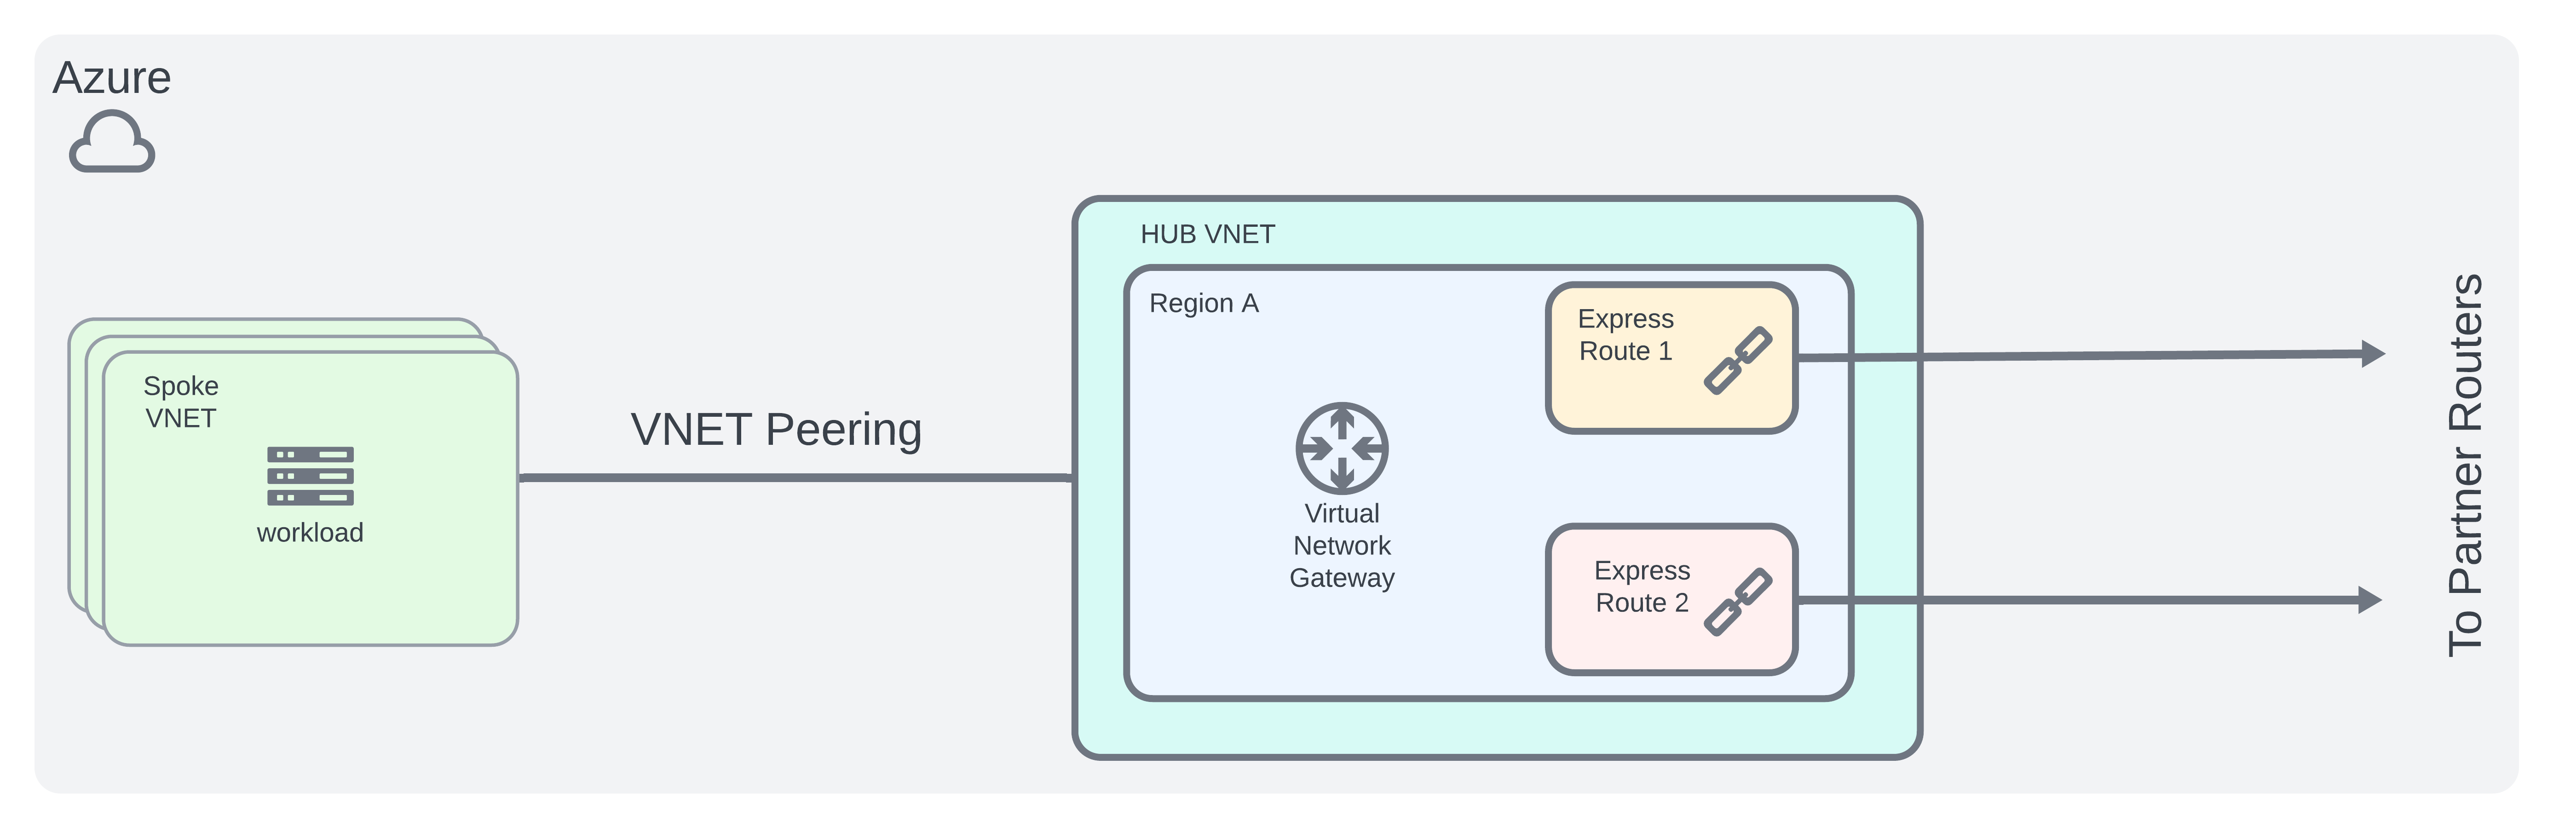 Azure
Spoke
VNET
workload
VNET Peering
HUB VNET
Region A
Virtual
Network
Gateway
Express
Route 1
Express
Route 2
To Partner Routers